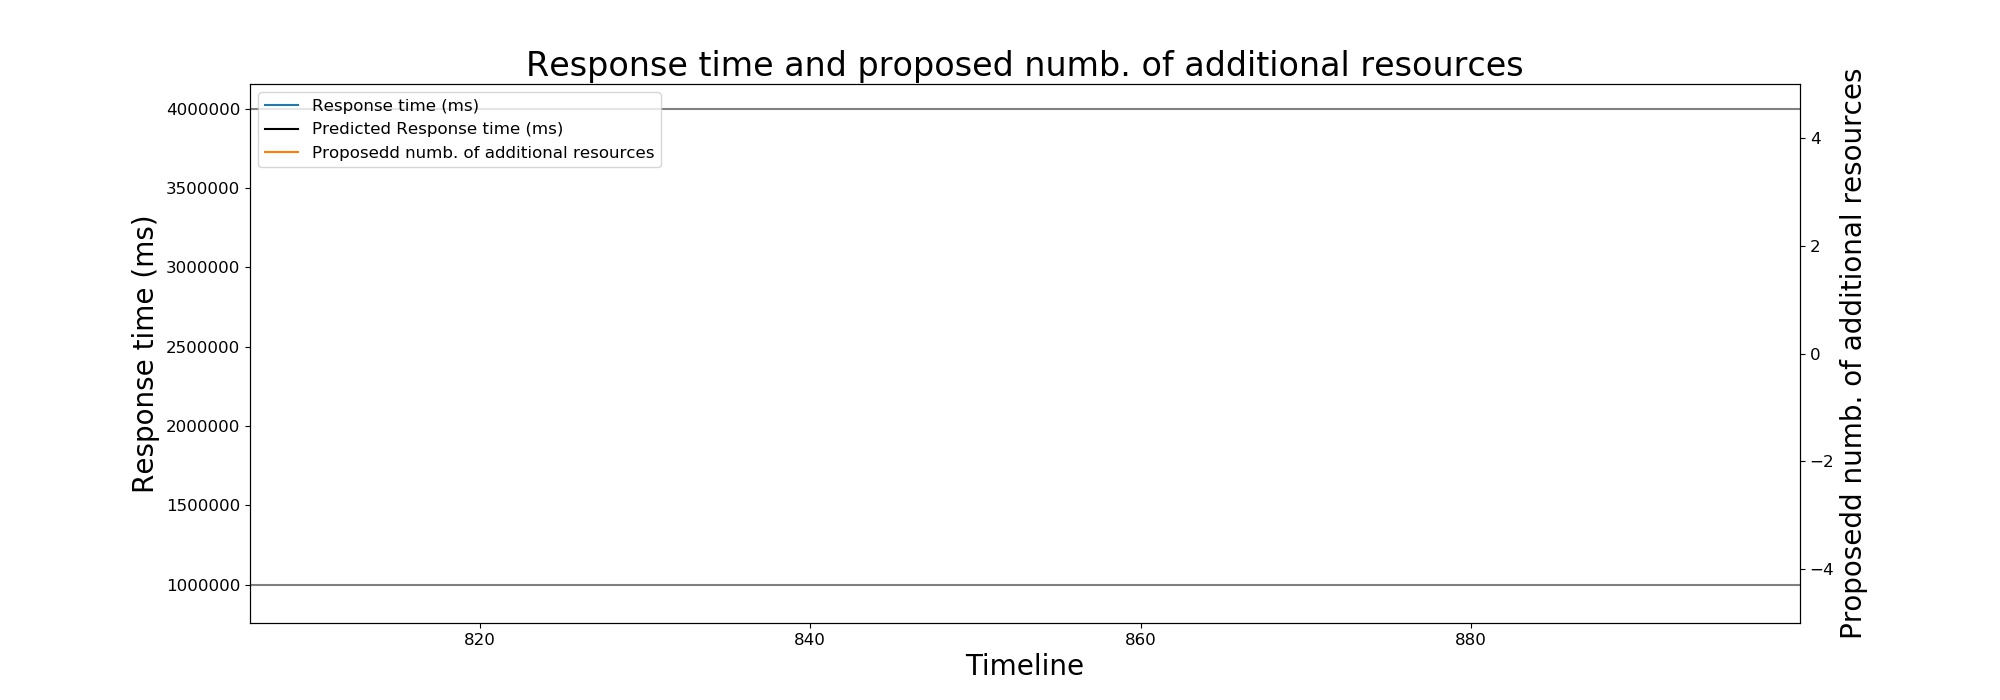 Response time and proposed numb. of additional resources
Response time (ms)
Predicted Response time (ms)
Proposedd numb. of additional resources
Response time (ms)
4000000
3500000
3000000
2500000
2000000
1500000
1000000
4
2
0
−2
−4
Proposedd numb. of additional resources
820
840
860
880
Timeline